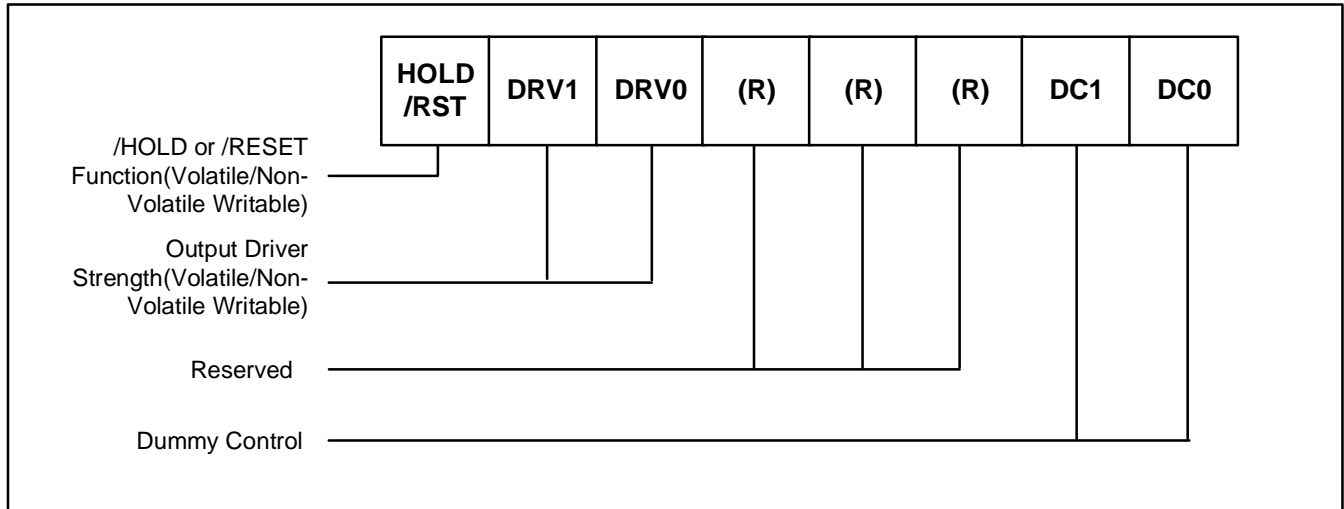 HOLD
/RST
DRV1
DRV0
(R)
(R)
(R)
DC1
DC0
/HOLD or /RESET
Function(Volatile/Non-
Volatile Writable)
Output Driver
Strength(Volatile/Non-
Volatile Writable)
Reserved
Dummy Control